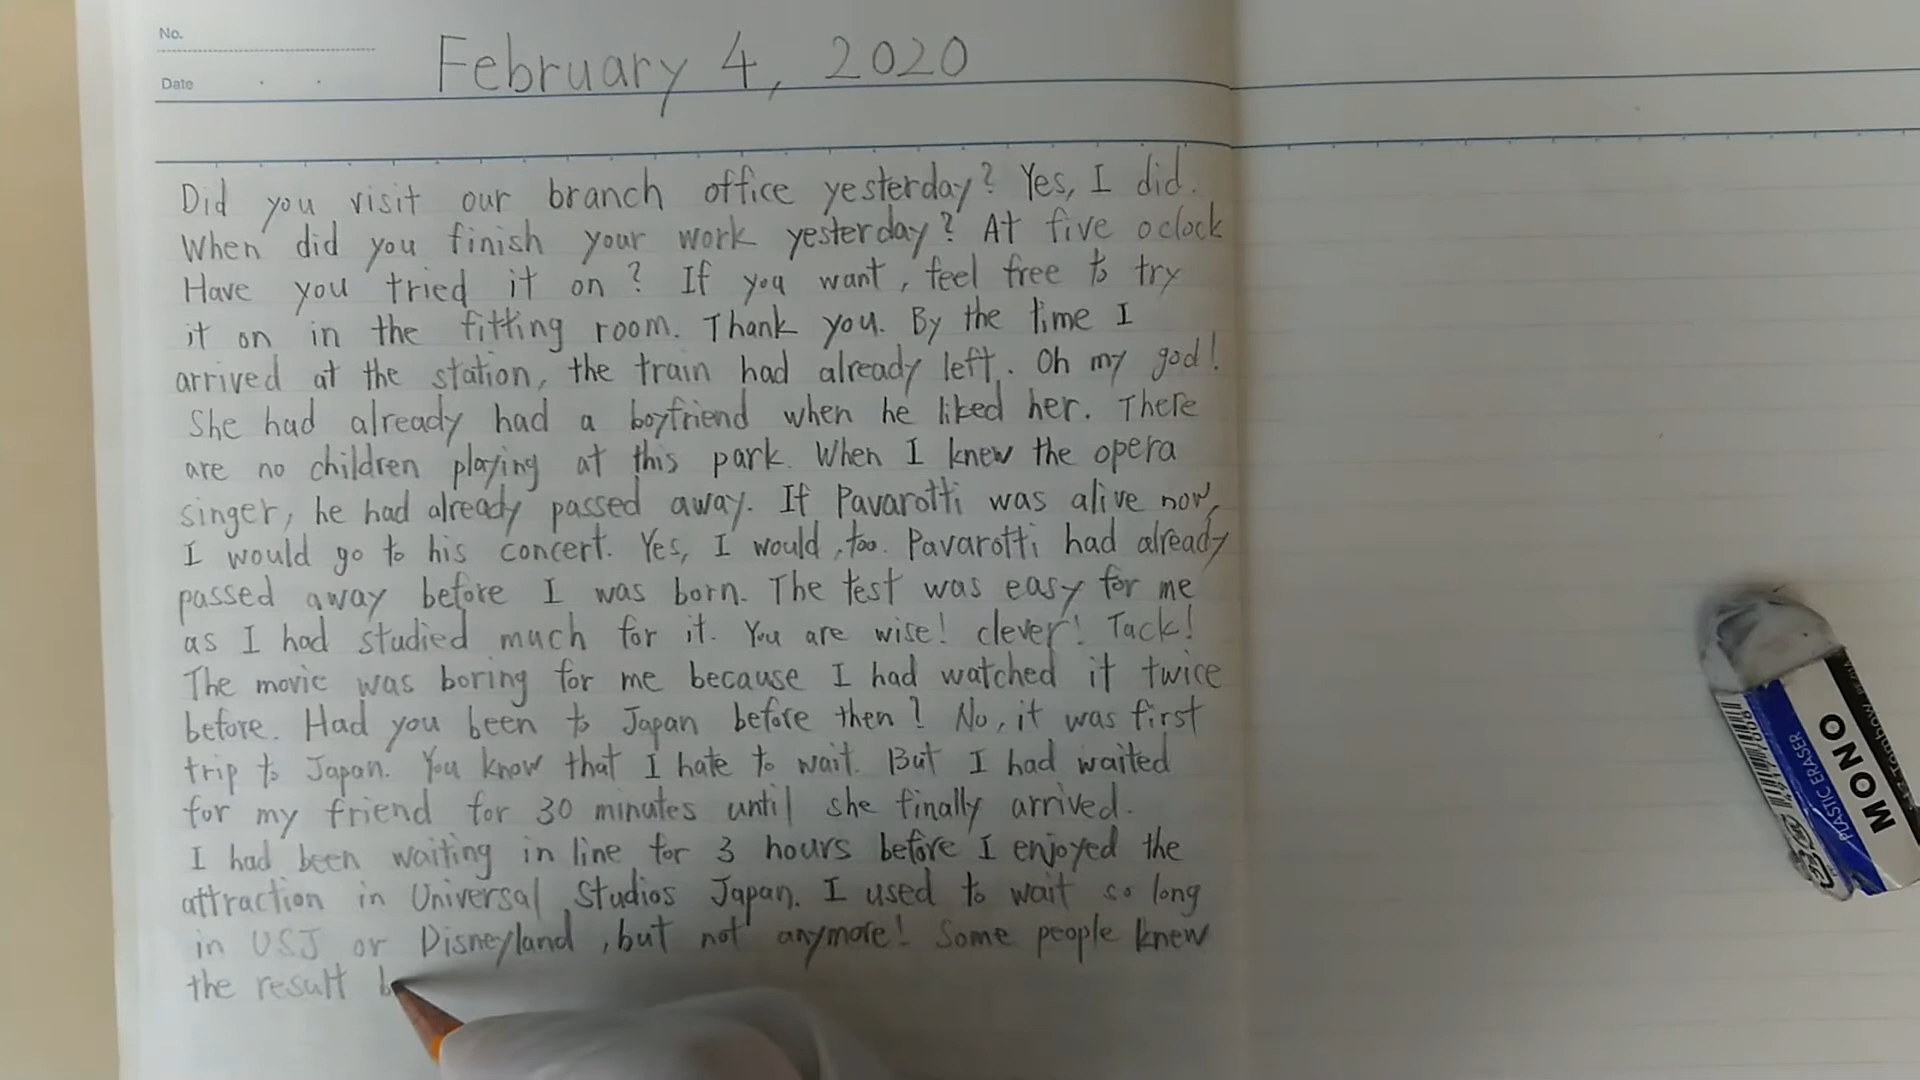 No.
Date
February 4, 2020
Did you visit our branch office yesterday? Yes, I did.
When did you finish your work yesterday? At five oclock
Have you tried it on? If you want, feel free to try
it on in the fitting room. Thank you. By the time I
arrived at the station, the train had already left. Oh my god!
She had already had a boyfriend when he liked her. There
are no children playing at this park. When I knew the opera
singer, he had already passed away. If Pavarotti was alive now,
I would go to his concert. Yes, I would, too. Pavarotti had already
passed away before I was born. The test was easy for me
as I had studied much for it. You are wise! clever! Tack!
The movie was boring for me because I had watched it twice
before. Had you been to Japan before then? No, it was first
trip to Japan. You know that I hate to wait. But I had waited
for my friend for 30 minutes until she finally arrived.
I had been waiting in line for 3 hours before I enjoyed the
attraction in Universal Studios Japan. I used to wait so long
in USJ or Disneyland, but not anymore! Some people knew
the result b
MONO
PLASTIC ERASER
Tombow